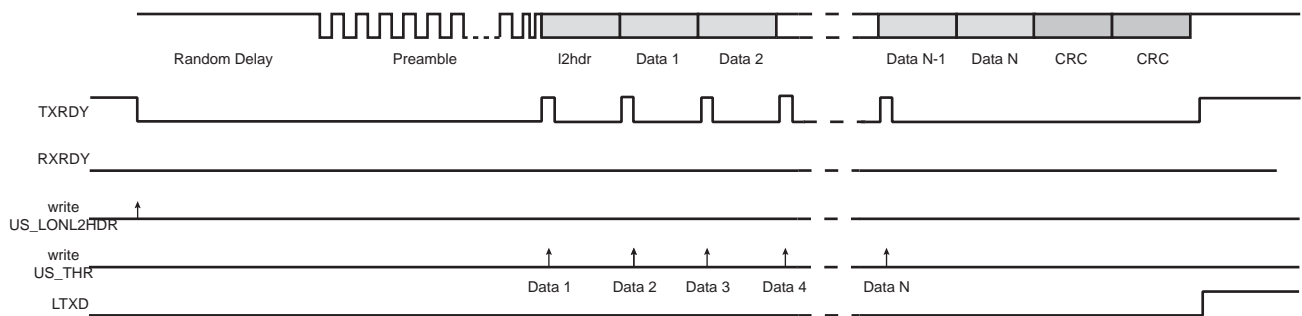 Random Delay Preamble l2hdr Data 1 Data 2 Data N-1 Data N CRC CRC
TXRDY
RXRDY
write
US_LONL2HDR
write
US_THR
Data 1 Data 2 Data 3 Data 4 Data N
LTXD